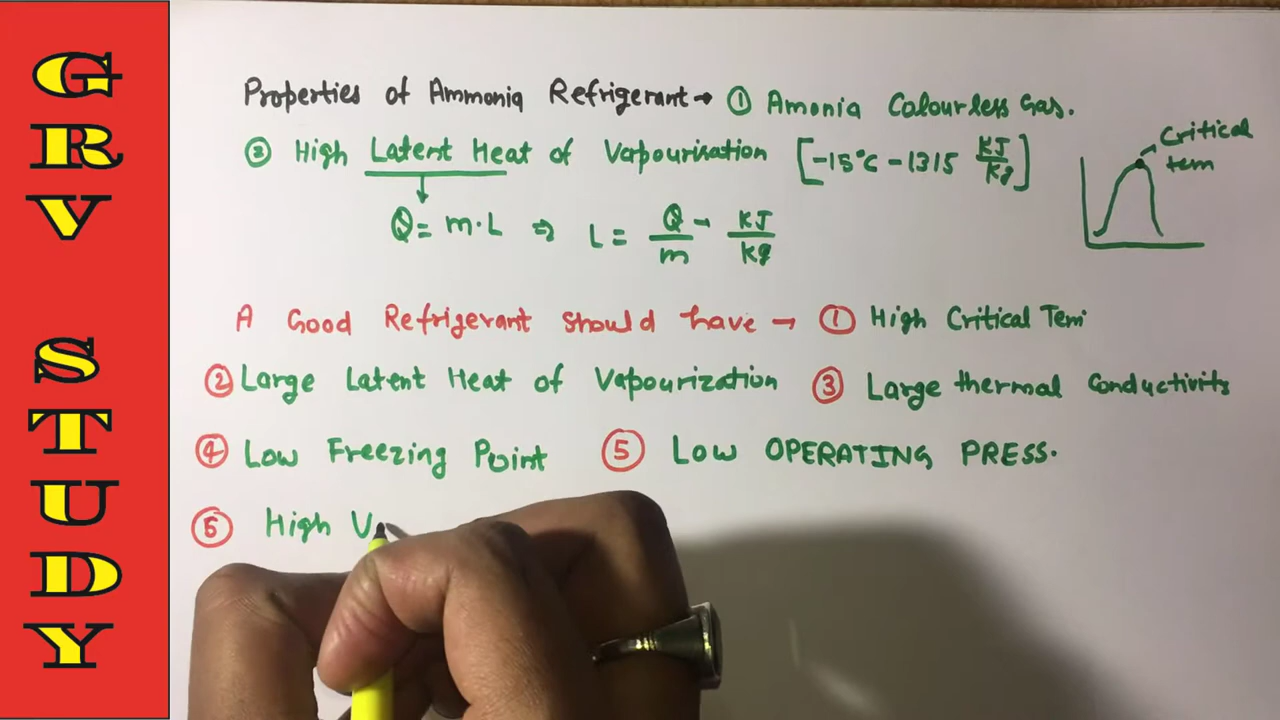 GRV STUDY
Properties of Ammonia Refrigerant → ① Amonia Colourless Gas.
② High Latent Heat of Vapourisation [-15°C - 1315 KJ/Kg]
Critical
tem
Q = m·L ⇒ L = Q/m - KJ/kg
A Good Refrigerant should have → ① High Critical Tem
② Large Latent Heat of Vapourization ③ Large thermal Conductivits
④ Low Freezing Point ⑤ Low OPERATING PRESS.
High V